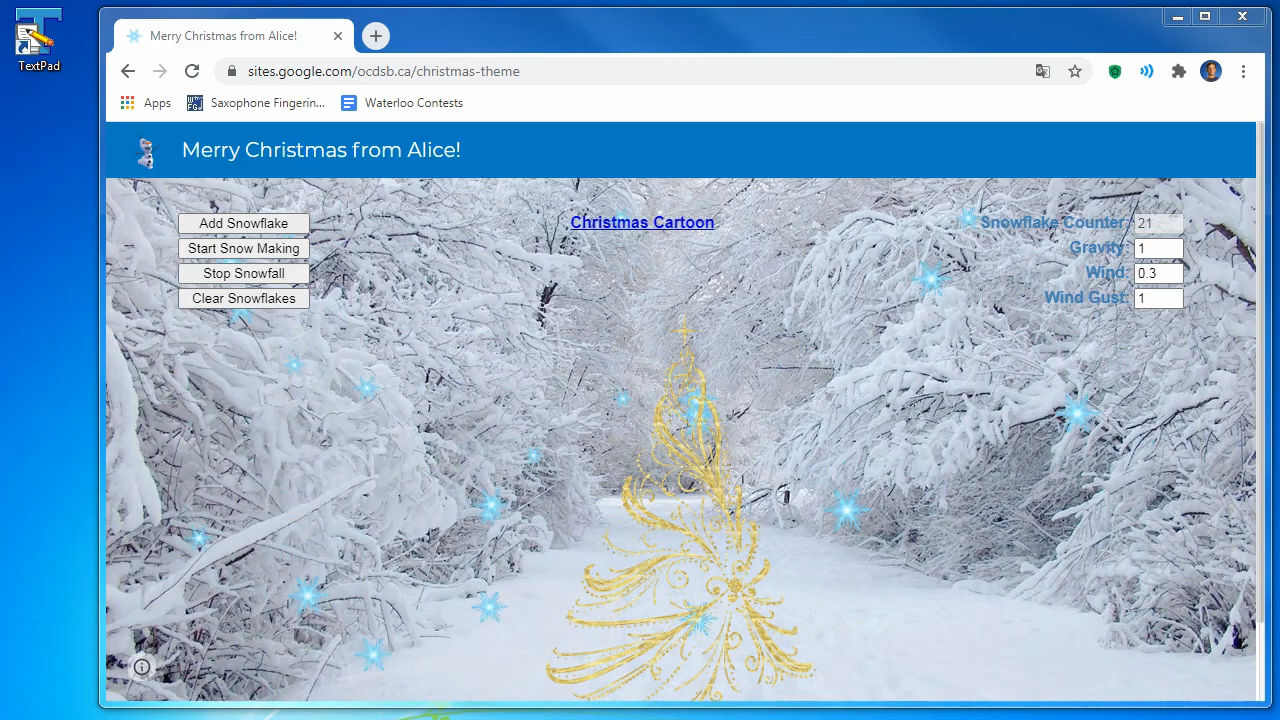 TextPad
Merry Christmas from Alice!
sites.google.com/ocdsb.ca/christmas-theme
Apps
Saxophone Fingerin...
Waterloo Contests
Merry Christmas from Alice!
Add Snowflake
Christmas Cartoon
Snowflake Counter: 21
Start Snow Making
Gravity: 1
Stop Snowfall
Wind: 0.3
Clear Snowflakes
Wind Gust: 1